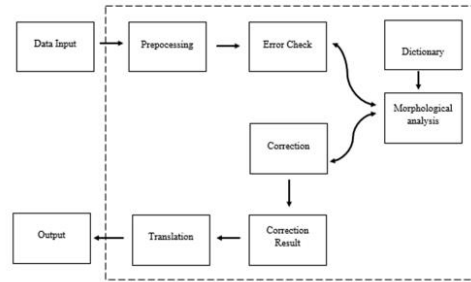 Data Input
Prepocessing
Error Check
Dictionary
Morphological
analysis
Correction
Output
Translation
Correction
Result